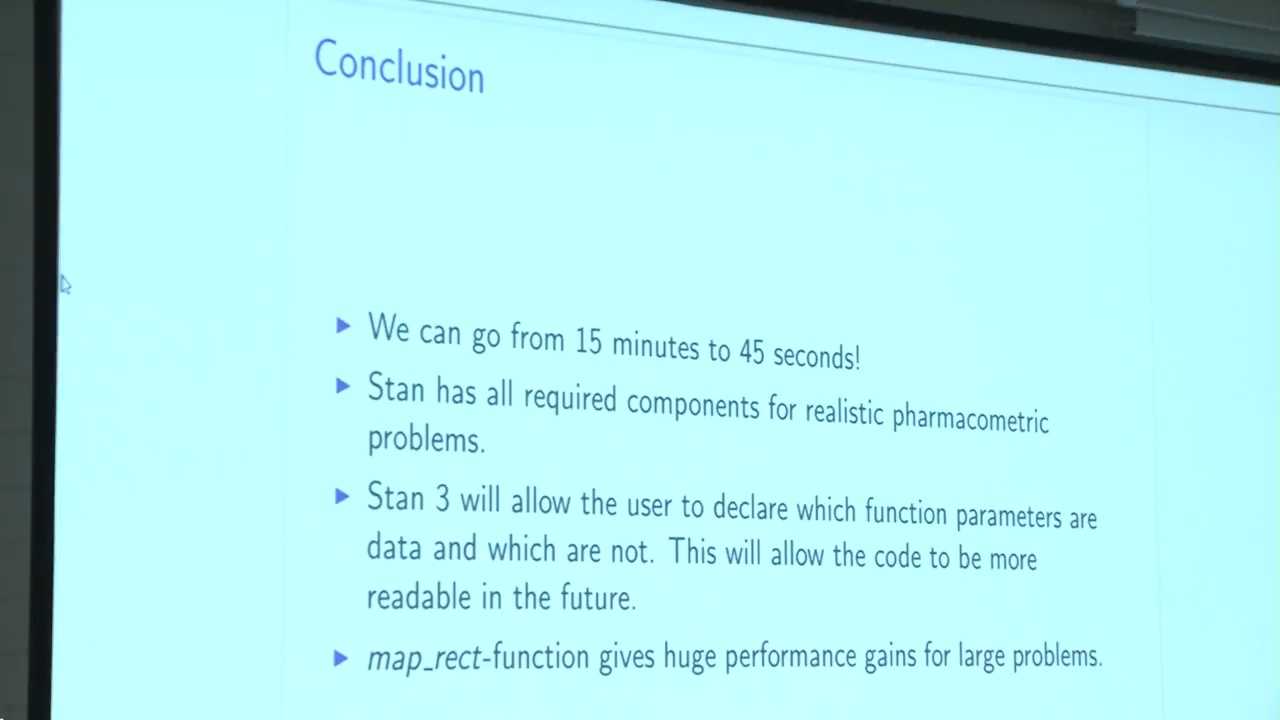 Conclusion
We can go from 15 minutes to 45 seconds!
Stan has all required components for realistic pharmacometric
problems.
Stan 3 will allow the user to declare which function parameters are
data and which are not. This will allow the code to be more
readable in the future.
map_rect-function gives huge performance gains for large problems.